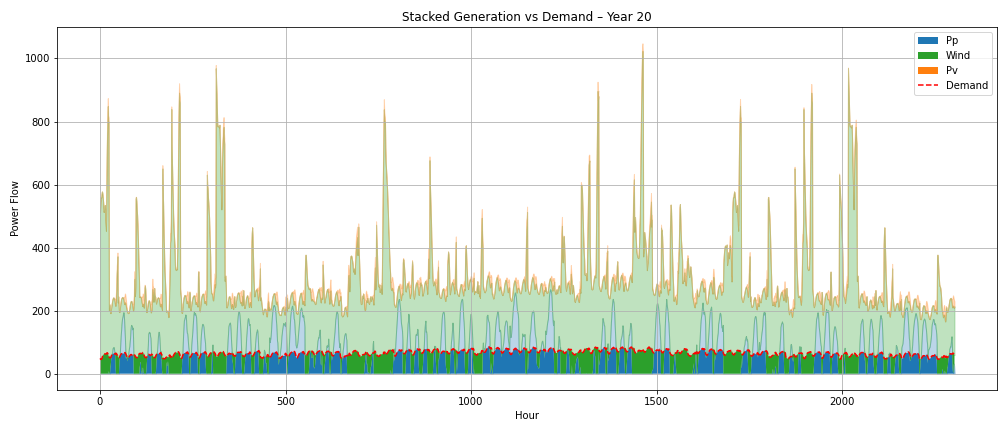 Stacked Generation vs Demand – Year 20
Power Flow
1000
800
600
400
200
0
0
500
1000
1500
2000
Hour
Pp
Wind
Pv
Demand